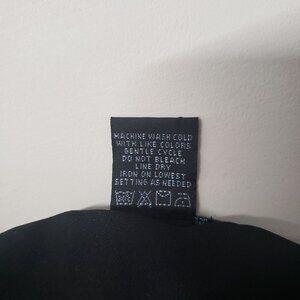 MACHINE WASH COLD
WITH LIKE COLORS
GENTLE CYCLE
DO NOT BLEACH
LINE DRY
IRON ON LOWEST
SETTING AS NEEDED